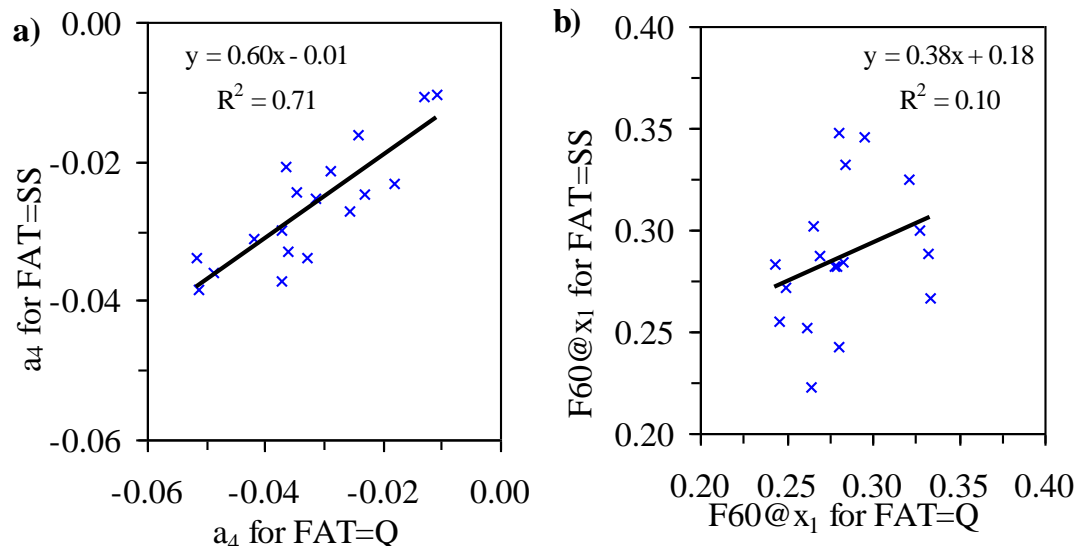 a)
y = 0.60x - 0.01
R² = 0.71
0.00
-0.02
-0.04
-0.06
a₄ for FAT=SS
-0.06 -0.04 -0.02 0.00
a₄ for FAT=Q
b)
y = 0.38x + 0.18
R² = 0.10
0.40
0.35
0.30
0.25
0.20
F60@x₁ for FAT=SS
0.20 0.25 0.30 0.35 0.40
F60@x₁ for FAT=Q